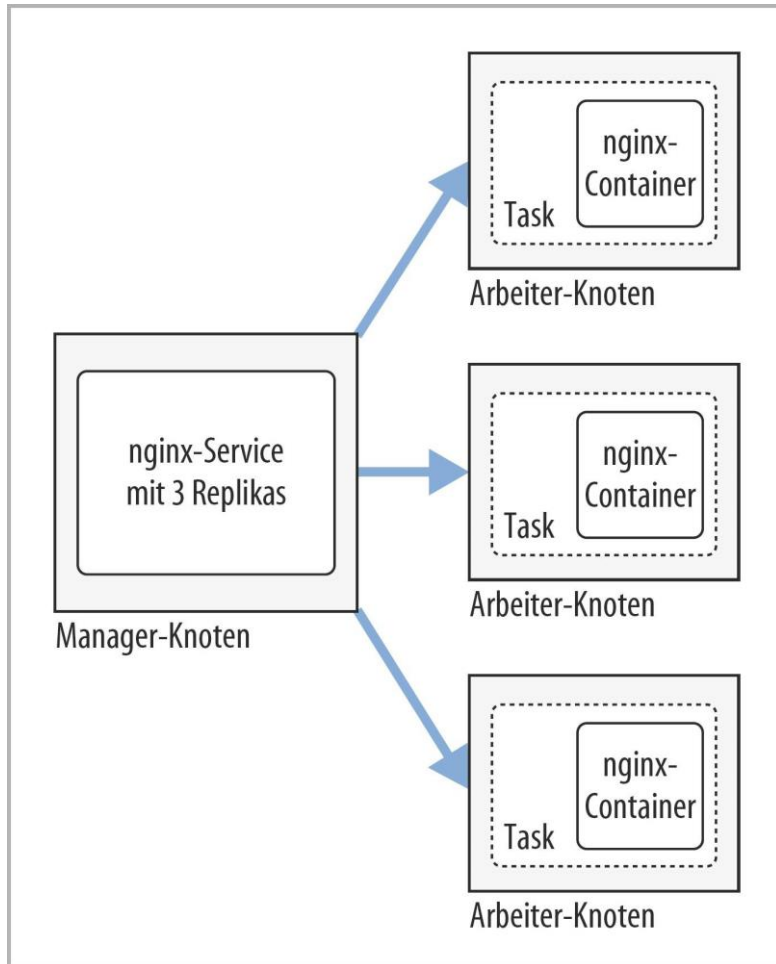 nginx-Service
mit 3 Replikas
Manager-Knoten
nginx-
Container
Task
Arbeiter-Knoten
nginx-
Container
Task
Arbeiter-Knoten
nginx-
Container
Task
Arbeiter-Knoten